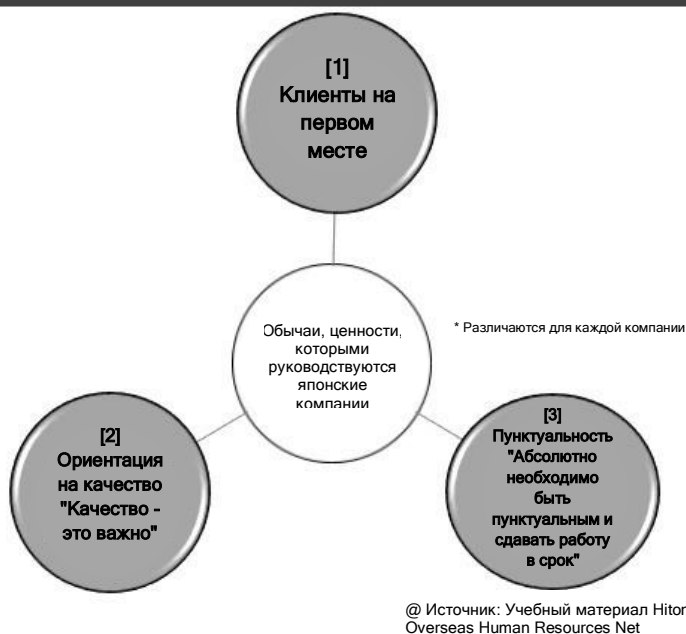 [1]
Клиенты на
первом
месте
Обычаи, ценности,
которыми
руководствуются
японские
компании
* Различаются для каждой компании
[2]
Ориентация
на качество
"Качество -
это важно"
[3]
Пунктуальность
"Абсолютно
необходимо
быть
пунктуальным и
сдавать работу
в срок"
@ Источник: Учебный материал Hitor
Overseas Human Resources Net